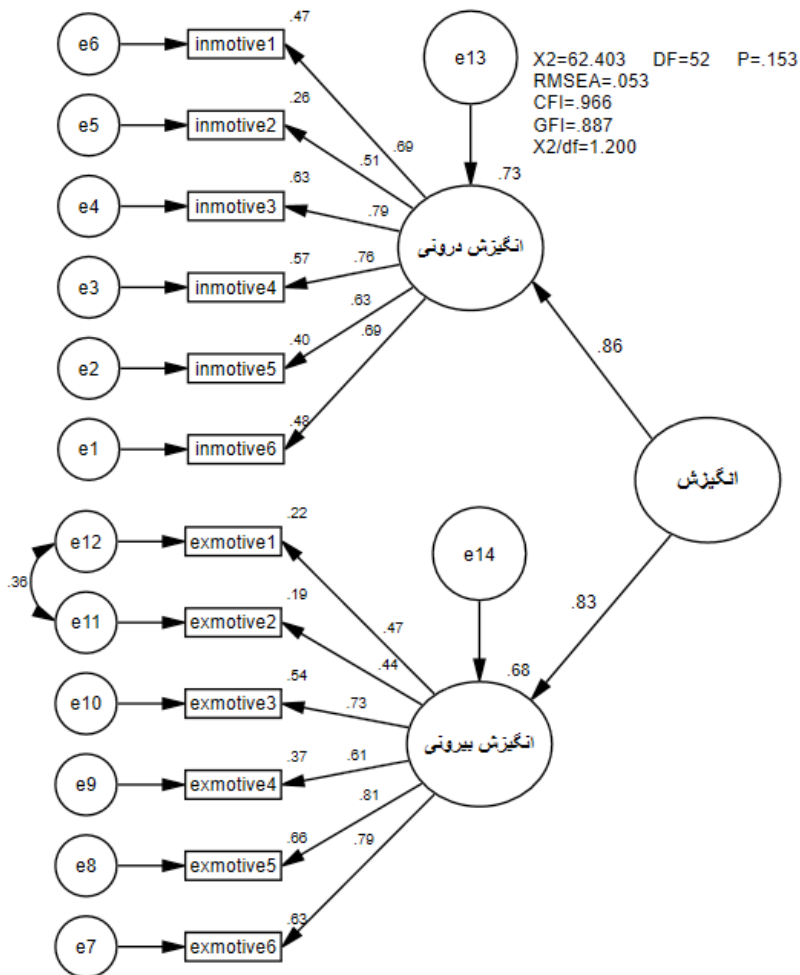 X2=62.403 DF=52 P=.153
RMSEA=.053
CFI=.966
GFI=.887
X2/df=1.200
e13
.73
انگیزش درونی
e6
inmotive1
.47
.69
e5
inmotive2
.26
.51
e4
inmotive3
.63
.79
e3
inmotive4
.57
.76
e2
inmotive5
.40
.63
e1
inmotive6
.48
.69
.86
انگیزش
.83
e14
.68
انگیزش بیرونی
.36
e12
exmotive1
.22
.47
e11
exmotive2
.19
.44
e10
exmotive3
.54
.73
e9
exmotive4
.37
.61
e8
exmotive5
.66
.81
e7
exmotive6
.63
.79